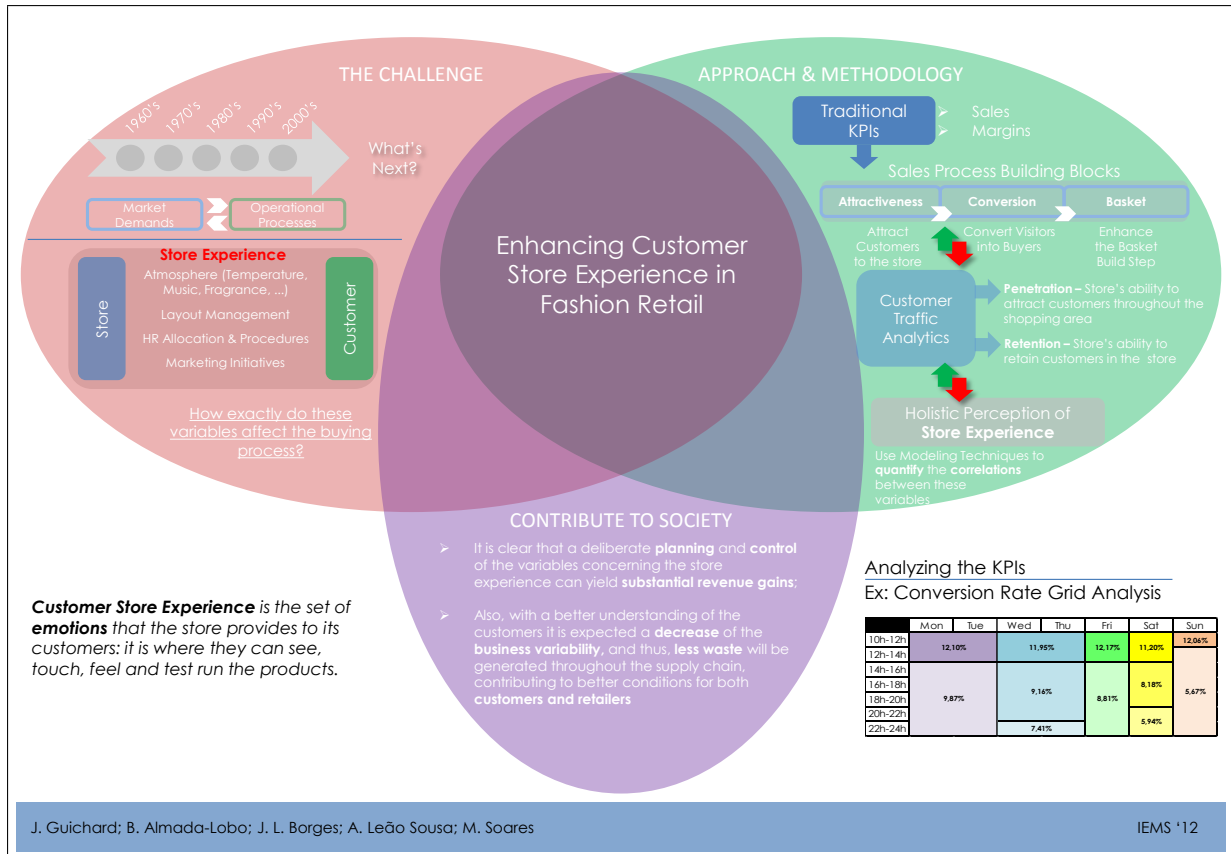 THE CHALLENGE
1960's
1970's
1980's
1990's
2000's
What's
Next?
Market
Demands
Operational
Processes
Store Experience
Store
Atmosphere (Temperature,
Music, Fragrance, ...)
Layout Management
HR Allocation & Procedures
Marketing Initiatives
Customer
How exactly do these
variables affect the buying
process?
Enhancing Customer
Store Experience in
Fashion Retail
APPROACH & METHODOLOGY
Traditional
KPIs
➢ Sales
➢ Margins
Sales Process Building Blocks
Attractiveness
Conversion
Basket
Attract
Customers
to the store
Convert Visitors
into Buyers
Enhance
the Basket
Build Step
Customer
Traffic
Analytics
Penetration – Store's ability to
attract customers throughout the
shopping area
Retention – Store's ability to
retain customers in the store
Holistic Perception of
Store Experience
Use Modeling Techniques to
quantify the correlations
between these
variables
CONTRIBUTE TO SOCIETY
➢ It is clear that a deliberate planning and control
of the variables concerning the store
experience can yield substantial revenue gains;
➢ Also, with a better understanding of the
customers it is expected a decrease of the
business variability, and thus, less waste will be
generated throughout the supply chain,
contributing to better conditions for both
customers and retailers
Customer Store Experience is the set of
emotions that the store provides to its
customers: it is where they can see,
touch, feel and test run the products.
Analyzing the KPIs
Ex: Conversion Rate Grid Analysis
Mon Tue Wed Thu Fri Sat Sun
10h-12h 12,10% 11,95% 12,17% 11,20% 12,06%
12h-14h
14h-16h
16h-18h 8,18%
18h-20h 9,87% 9,16% 8,81% 5,67%
20h-22h 5,94%
22h-24h 7,41%
J. Guichard; B. Almada-Lobo; J. L. Borges; A. Leão Sousa; M. Soares
IEMS '12